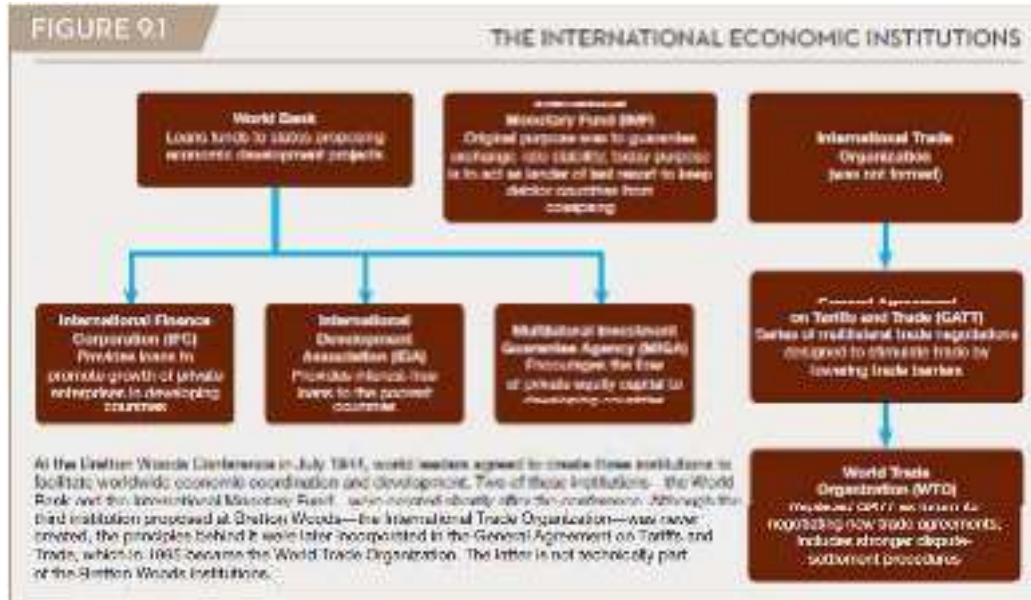 FIGURE 9.1
THE INTERNATIONAL ECONOMIC INSTITUTIONS
World Bank
Loans funds to states proposing
economic development projects
Monetary Fund (IMF)
Original purpose was to guarantee
exchange rate stability; today purpose
is to act as lender of last resort to keep
debtor countries from
collapsing
International Trade
Organization
(was not formed)
International Finance
Corporation (IFC)
Provides loans to
promote growth of private
enterprises in developing
countries
International
Development
Association (IDA)
Provides interest-free
loans to the poorest
countries
Multilateral Investment
Guarantee Agency (MIGA)
Encourages the flow
of private equity capital to
developing countries
General Agreement
on Tariffs and Trade (GATT)
Series of multilateral trade negotiations
designed to stimulate trade by
lowering trade barriers
World Trade
Organization (WTO)
Replaced GATT as forum for
negotiating new trade agreements,
includes stronger dispute-
settlement procedures
At the Bretton Woods Conference in July 1944, world leaders agreed to create three institutions to
facilitate worldwide economic coordination and development. Two of these institutions—the World
Bank and the International Monetary Fund—were created shortly after the conference. Although the
third institution proposed at Bretton Woods—the International Trade Organization—was never
created, the principles behind it were later incorporated in the General Agreement on Tariffs and
Trade, which in 1995 became the World Trade Organization. The latter is not technically part
of the Bretton Woods institutions.